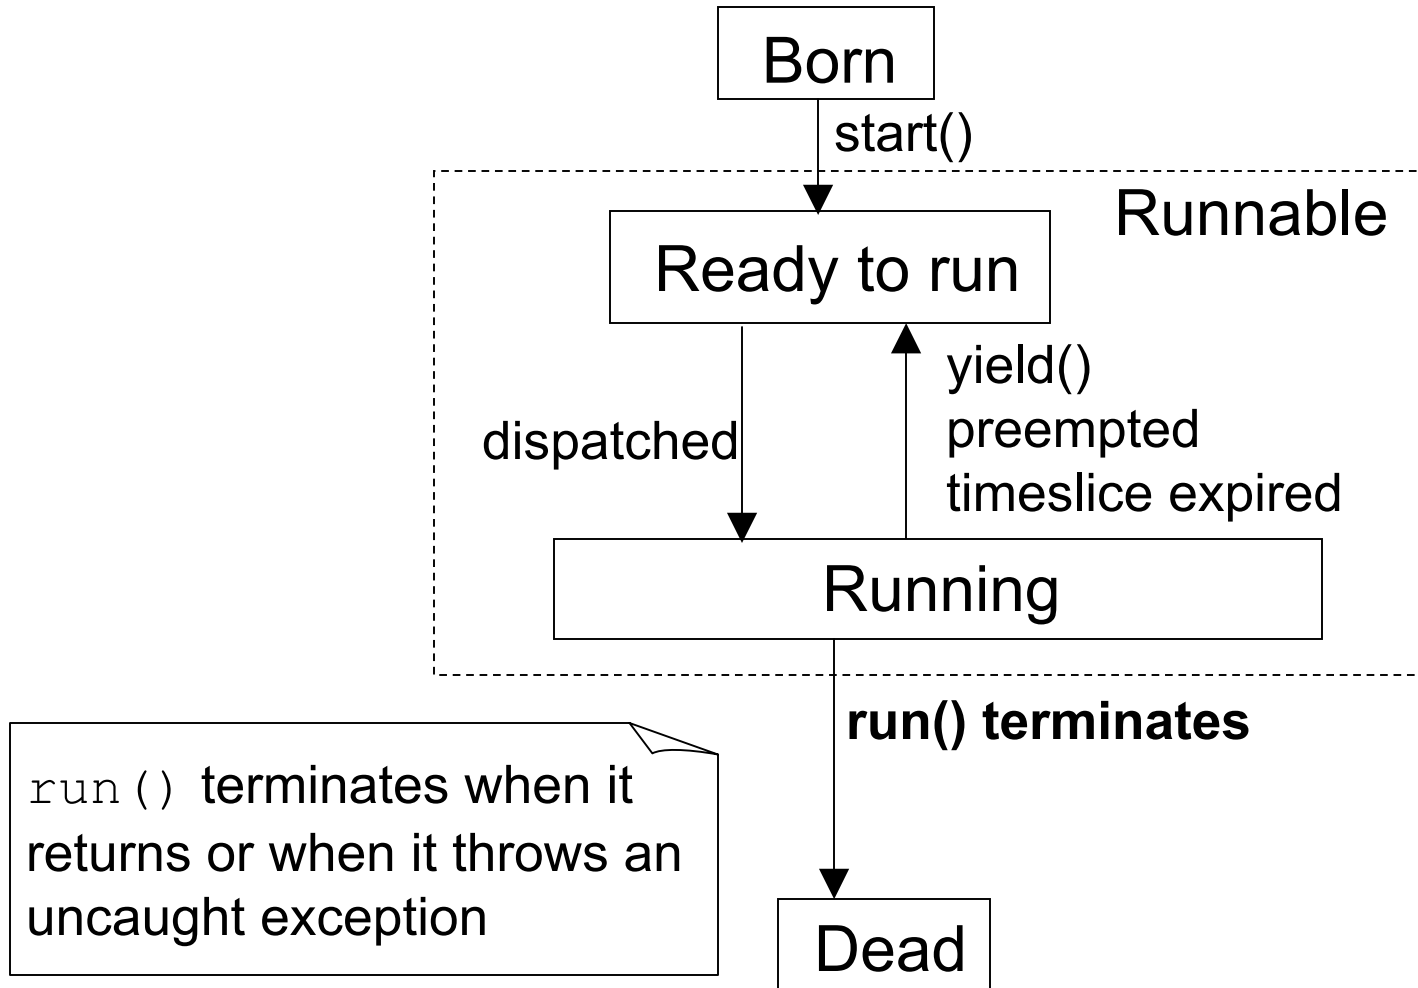 Born
start()
Runnable
Ready to run
yield()
preempted
dispatched
timeslice expired
Running
run() terminates
run() terminates when it
returns or when it throws an
uncaught exception
Dead